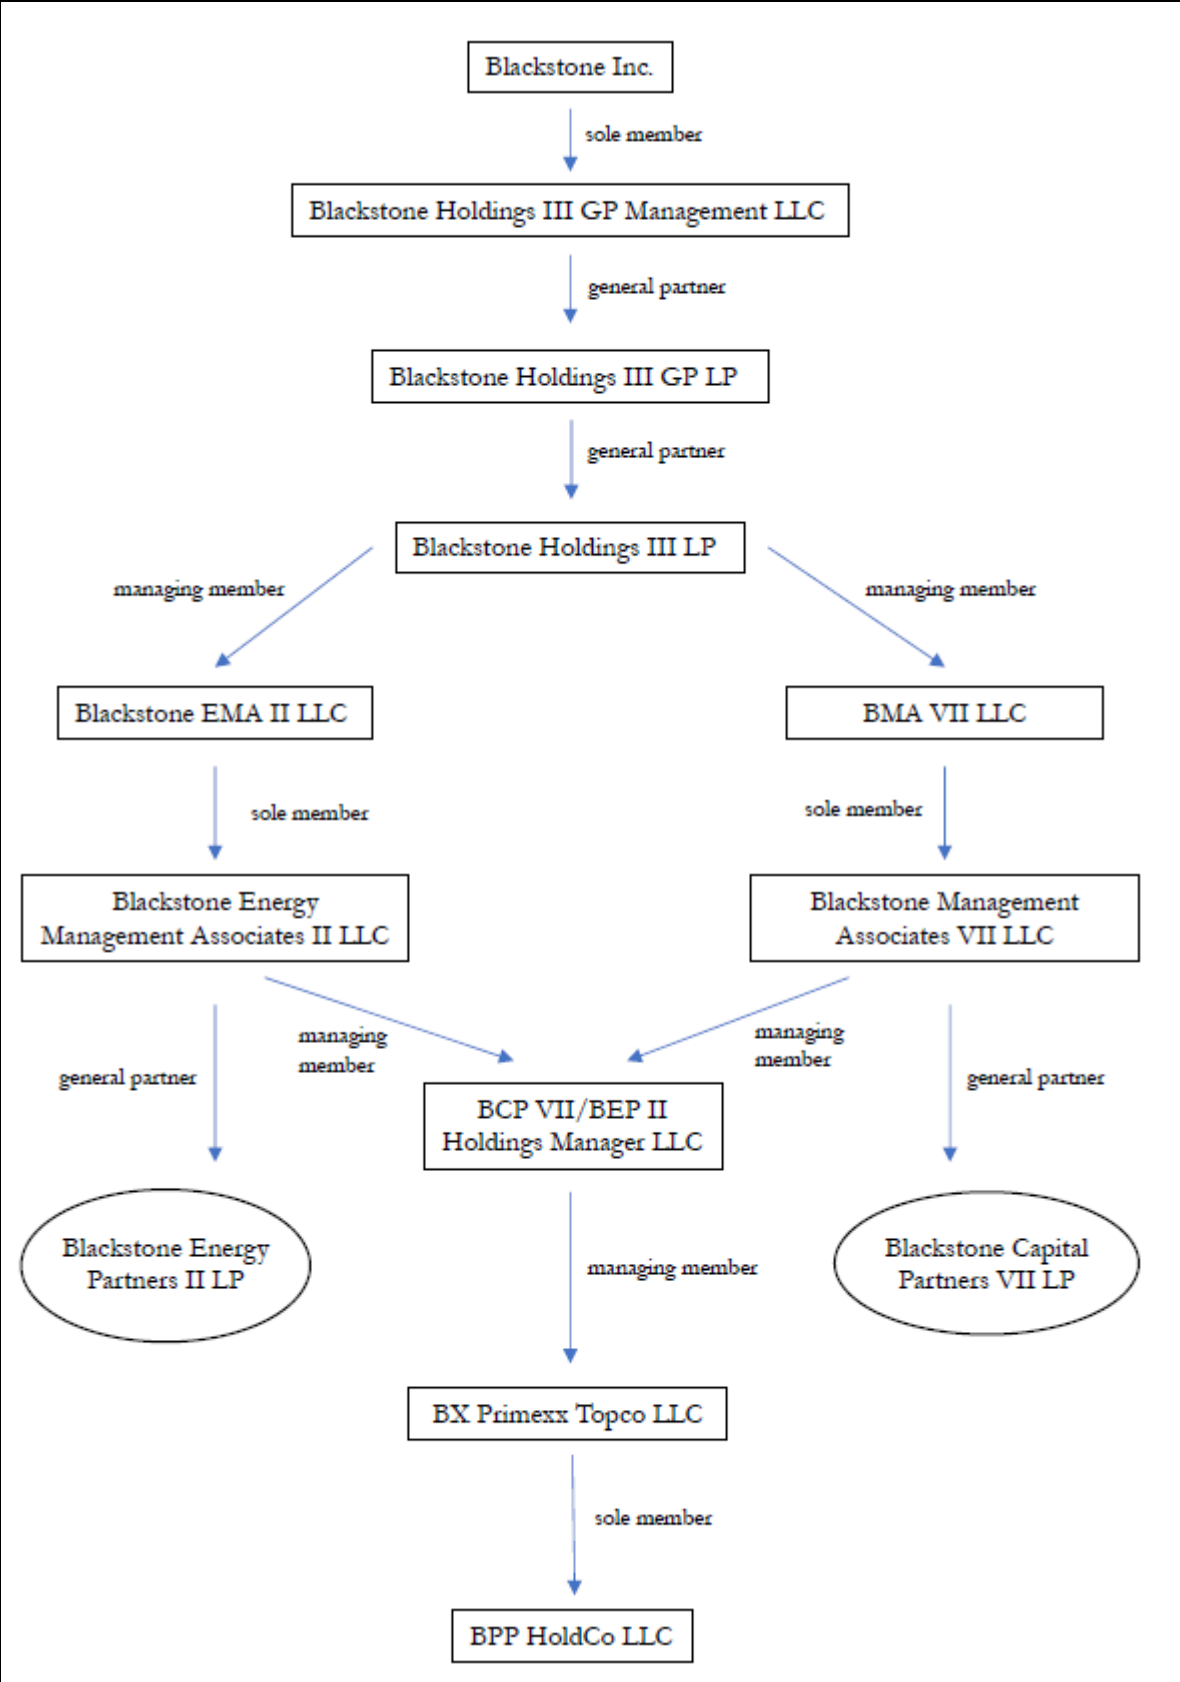 Blackstone Inc.
sole member
Blackstone Holdings III GP Management LLC
general partner
Blackstone Holdings III GP LP
general partner
Blackstone Holdings III LP
managing member
managing member
Blackstone EMA II LLC
BMA VII LLC
sole member
sole member
Blackstone Energy
Management Associates II LLC
Blackstone Management
Associates VII LLC
managing
member
managing
member
general partner
general partner
BCP VII/BEP II
Holdings Manager LLC
Blackstone Energy
Partners II LP
managing member
Blackstone Capital
Partners VII LP
BX Primexx Topco LLC
sole member
BPP HoldCo LLC